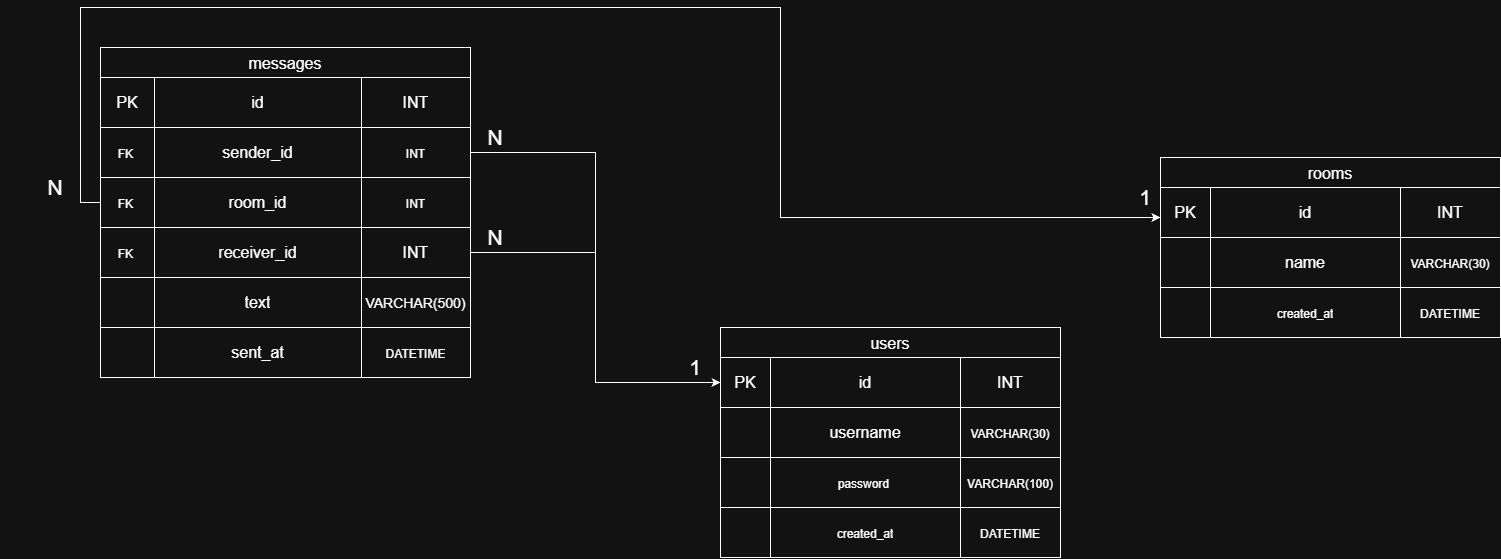 messages
PK id INT
FK sender_id INT
N
FK room_id INT
N
FK receiver_id INT
N
text VARCHAR(500)
sent_at DATETIME
rooms
1
PK id INT
name VARCHAR(30)
created_at DATETIME
users
1
PK id INT
username VARCHAR(30)
password VARCHAR(100)
created_at DATETIME